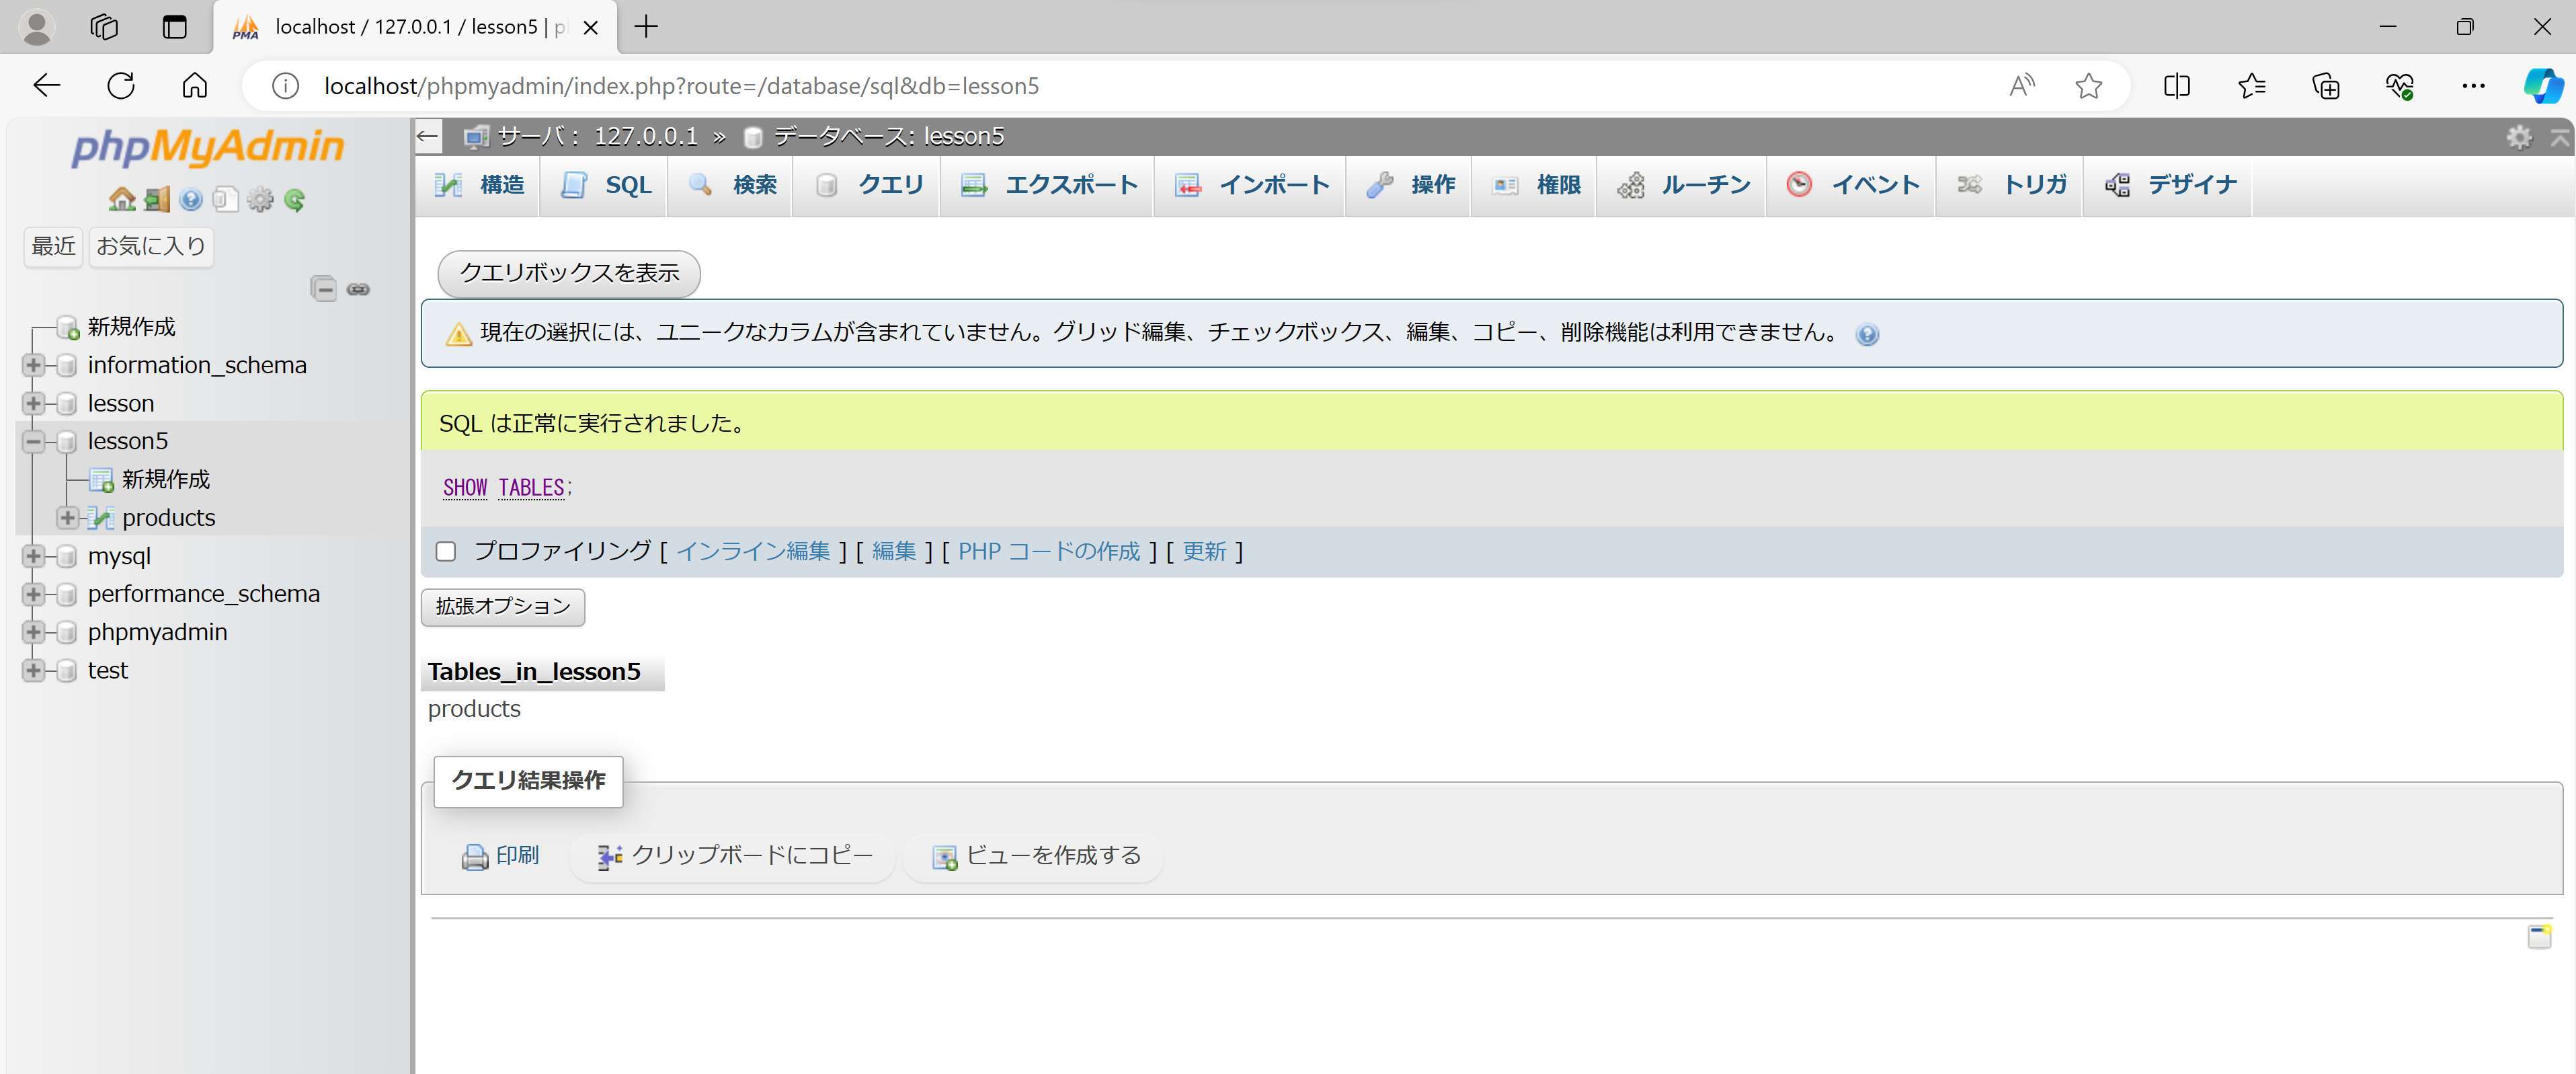 localhost / 127.0.0.1 / lesson5 | p
localhost/phpmyadmin/index.php?route=/database/sql&db=lesson5
phpMyAdmin
最近 お気に入り
新規作成
information_schema
lesson
lesson5
新規作成
products
mysql
performance_schema
phpmyadmin
test
サーバ： 127.0.0.1 » データベース: lesson5
構造 SQL 検索 クエリ エクスポート インポート 操作 権限 ルーチン イベント トリガ デザイナ
クエリボックスを表示
現在の選択には、ユニークなカラムが含まれていません。グリッド編集、チェックボックス、編集、コピー、削除機能は利用できません。
SQL は正常に実行されました。
SHOW TABLES;
プロファイリング [ インライン編集 ] [ 編集 ] [ PHP コードの作成 ] [ 更新 ]
拡張オプション
Tables_in_lesson5
products
クエリ結果操作
印刷 クリップボードにコピー ビューを作成する